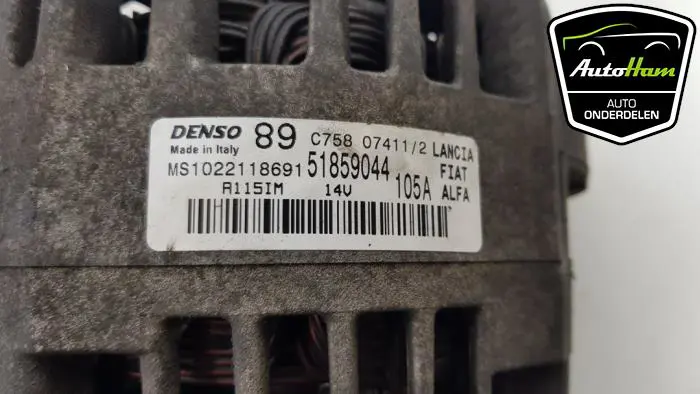 DENSO 89 C758 07411/2 LANCIA
Made in Italy
MS1022118691 51859044 FIAT
R115IM 14V 105A ALFA
AutoHam
AUTO
ONDERDELEN